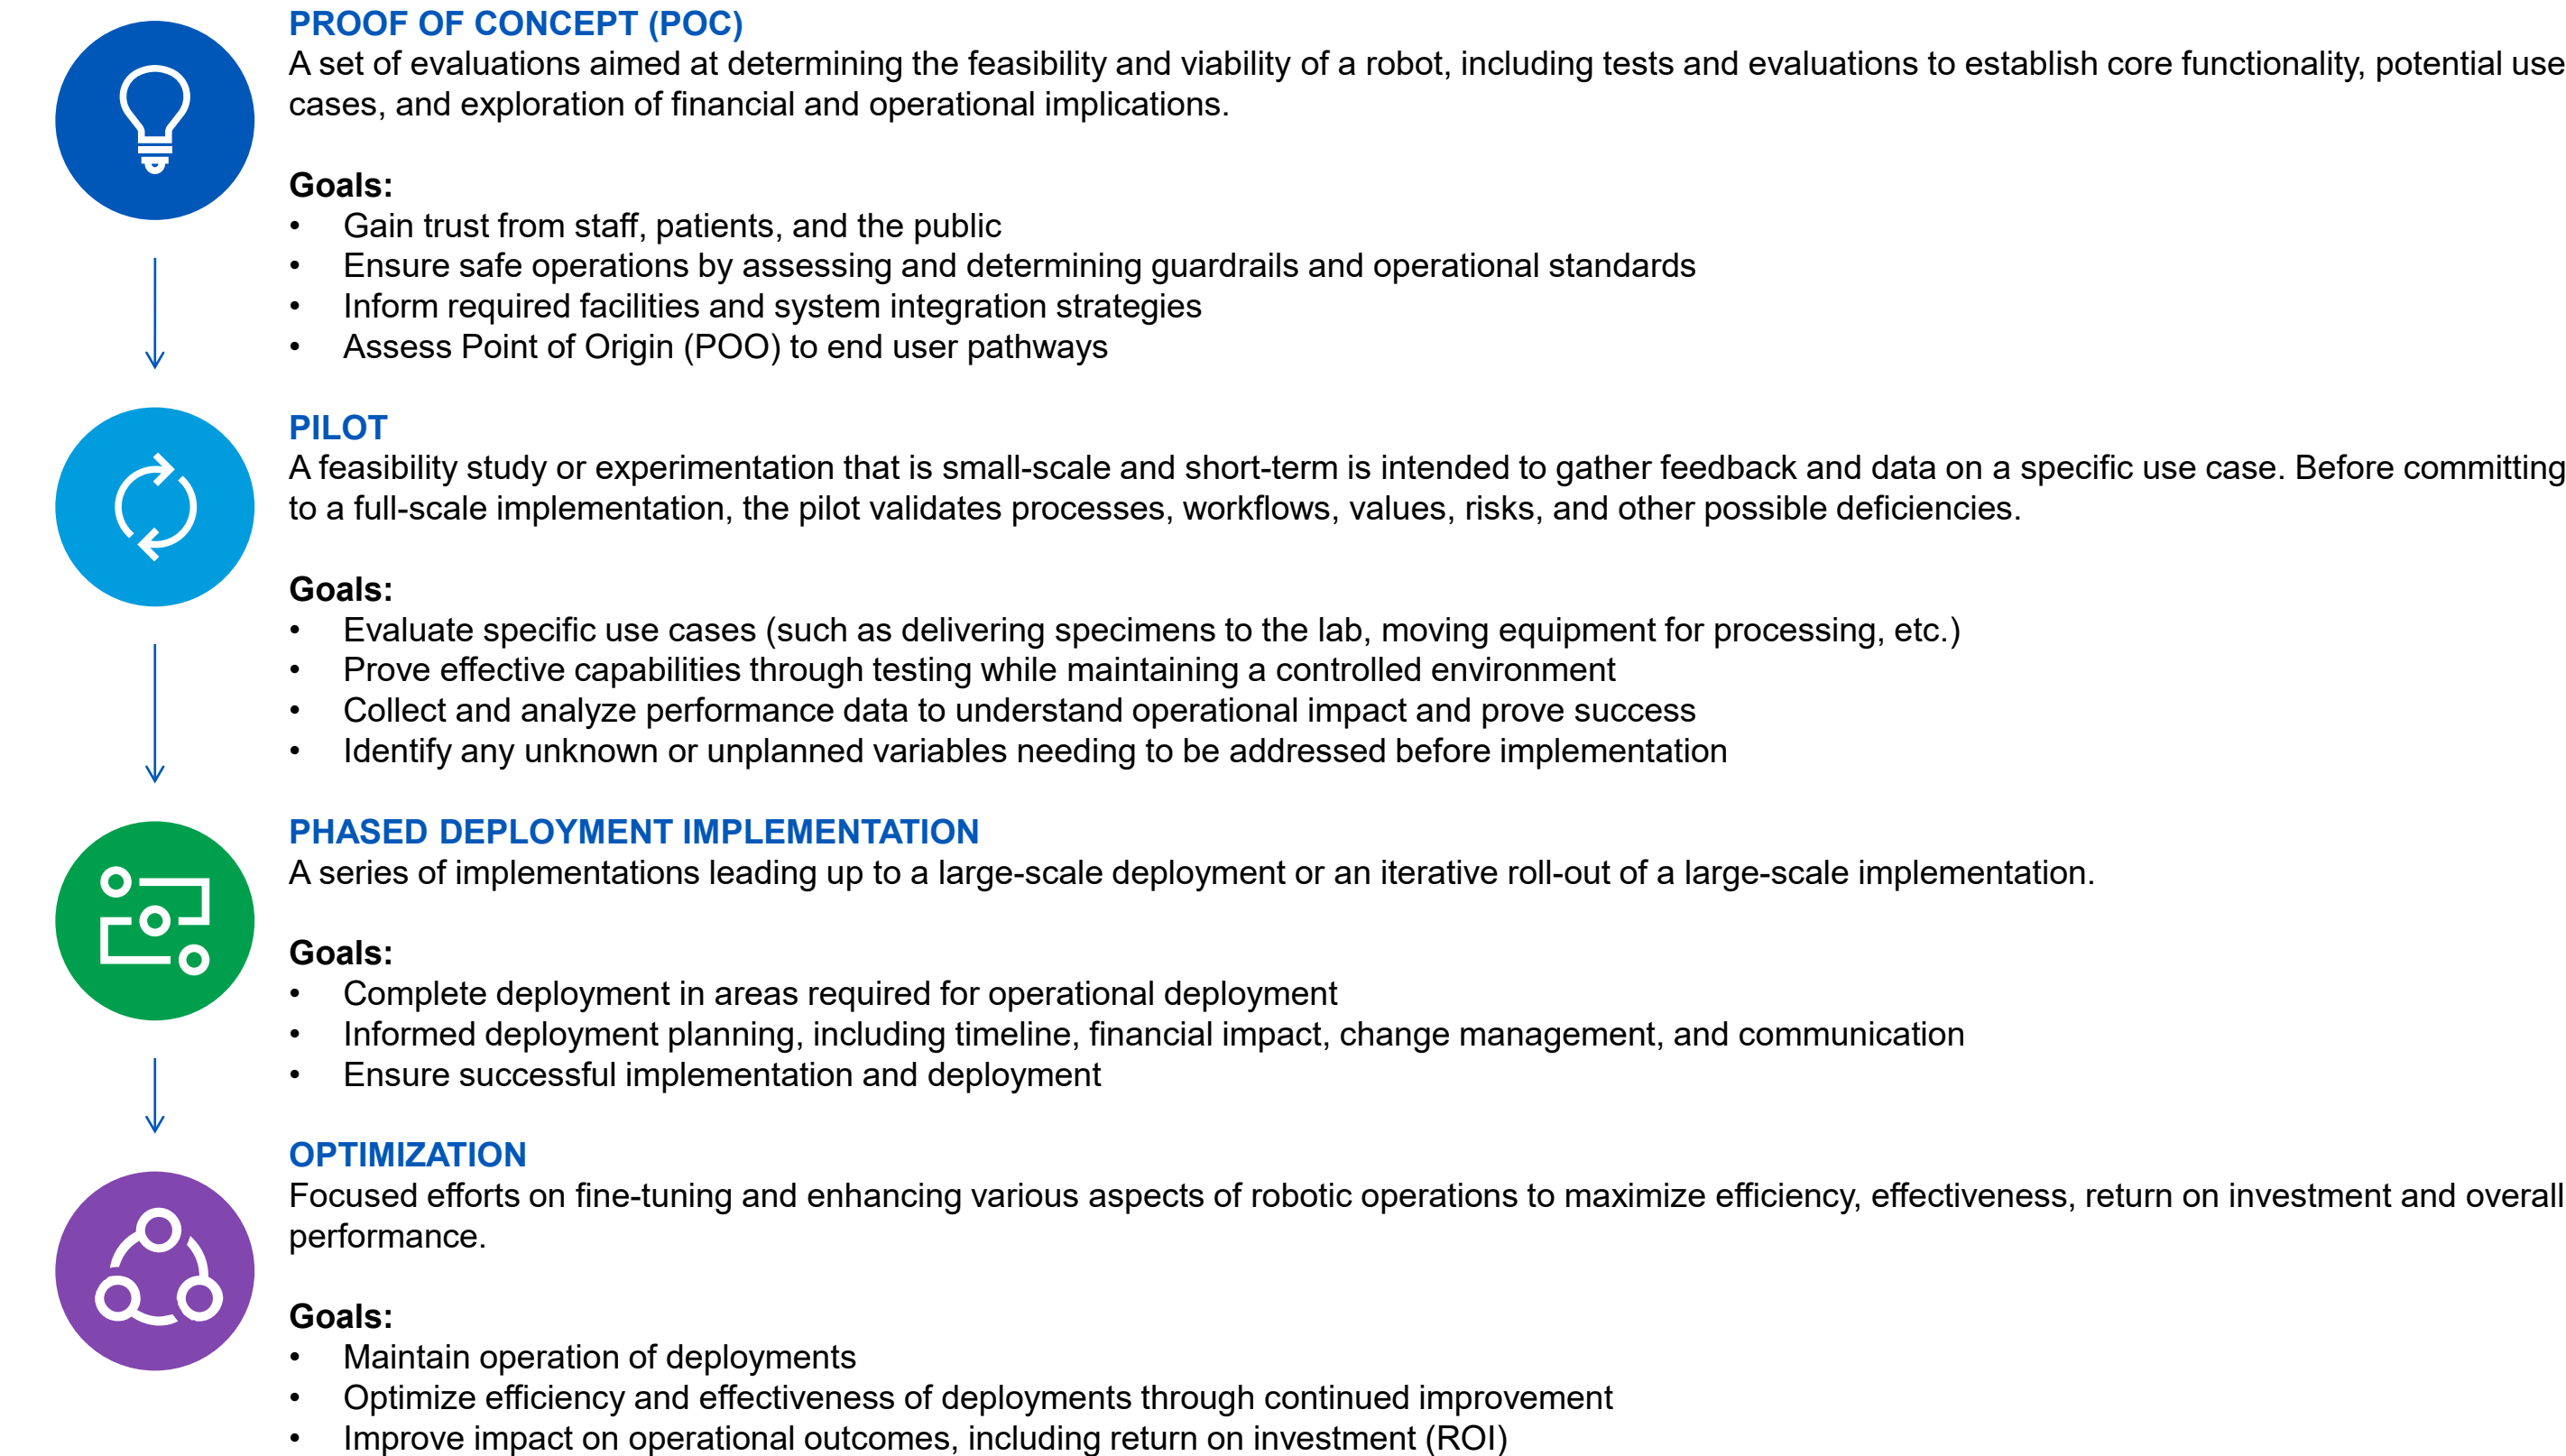 PROOF OF CONCEPT (POC)
A set of evaluations aimed at determining the feasibility and viability of a robot, including tests and evaluations to establish core functionality, potential use
cases, and exploration of financial and operational implications.
Goals:
• Gain trust from staff, patients, and the public
• Ensure safe operations by assessing and determining guardrails and operational standards
• Inform required facilities and system integration strategies
• Assess Point of Origin (POO) to end user pathways
PILOT
A feasibility study or experimentation that is small-scale and short-term is intended to gather feedback and data on a specific use case. Before committing
to a full-scale implementation, the pilot validates processes, workflows, values, risks, and other possible deficiencies.
Goals:
• Evaluate specific use cases (such as delivering specimens to the lab, moving equipment for processing, etc.)
• Prove effective capabilities through testing while maintaining a controlled environment
• Collect and analyze performance data to understand operational impact and prove success
• Identify any unknown or unplanned variables needing to be addressed before implementation
PHASED DEPLOYMENT IMPLEMENTATION
A series of implementations leading up to a large-scale deployment or an iterative roll-out of a large-scale implementation.
Goals:
• Complete deployment in areas required for operational deployment
• Informed deployment planning, including timeline, financial impact, change management, and communication
• Ensure successful implementation and deployment
OPTIMIZATION
Focused efforts on fine-tuning and enhancing various aspects of robotic operations to maximize efficiency, effectiveness, return on investment and overall
performance.
Goals:
• Maintain operation of deployments
• Optimize efficiency and effectiveness of deployments through continued improvement
• Improve impact on operational outcomes, including return on investment (ROI)